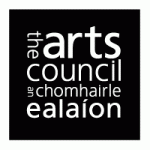 the arts
council
an chomhairle
ealaíon